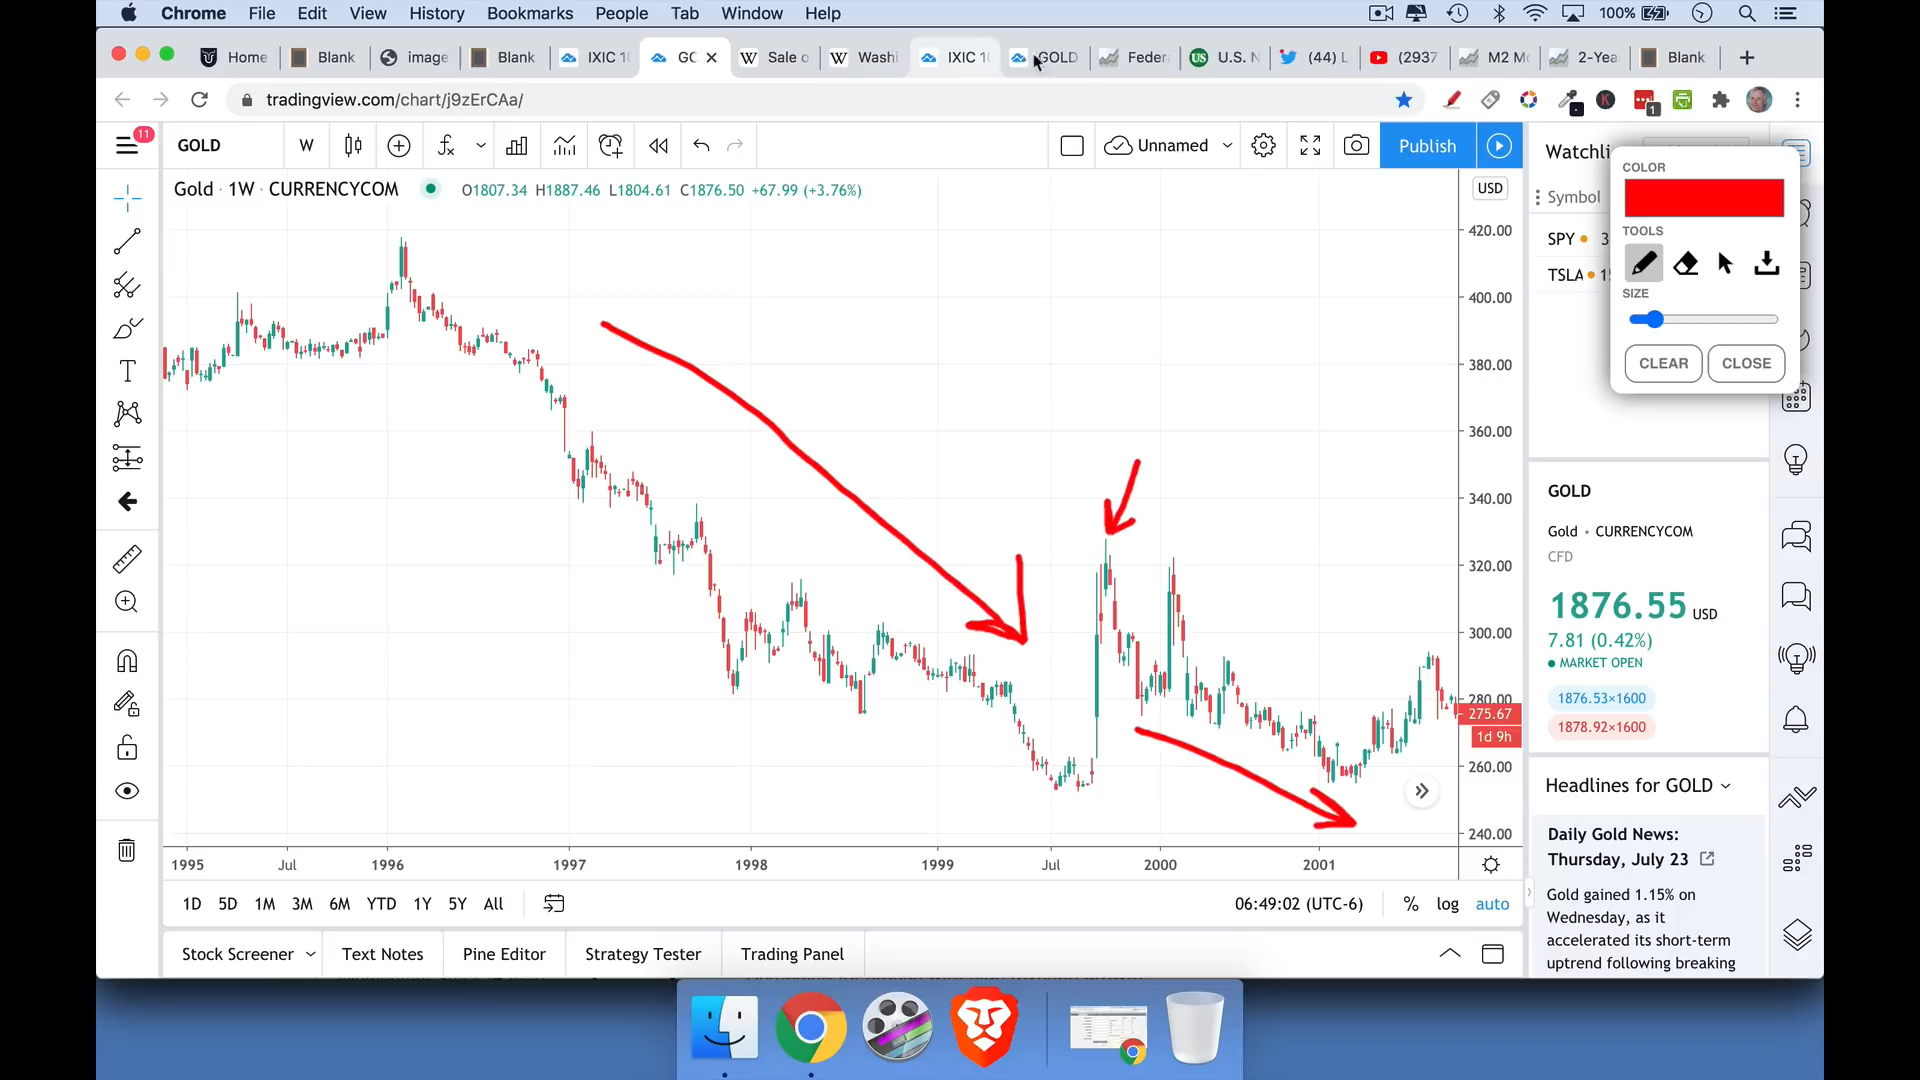 Chrome File Edit View History Bookmarks People Tab Window Help 100%
Home Blank image Blank IXIC 1 GC Sale o Washi IXIC 1 GOLD Feder U.S. N (44) L (2937 M2 M 2-Yea Blank
tradingview.com/chart/j9zErCAa/
11 GOLD W Unnamed Publish
Gold · 1W · CURRENCYCOM O1807.34 H1887.46 L1804.61 C1876.50 +67.99 (+3.76%)
USD
420.00
400.00
380.00
360.00
340.00
320.00
300.00
280.00
275.67
1d 9h
260.00
240.00
1995 Jul 1996 1997 1998 1999 Jul 2000 2001
1D 5D 1M 3M 6M YTD 1Y 5Y All 06:49:02 (UTC-6) % log auto
Stock Screener Text Notes Pine Editor Strategy Tester Trading Panel
Watchli
Symbol
SPY 3
TSLA 1
COLOR
TOOLS
SIZE
CLEAR CLOSE
GOLD
Gold • CURRENCYCOM
CFD
1876.55 USD
7.81 (0.42%)
MARKET OPEN
1876.53×1600
1878.92×1600
Headlines for GOLD
Daily Gold News:
Thursday, July 23
Gold gained 1.15% on
Wednesday, as it
accelerated its short-term
uptrend following breaking